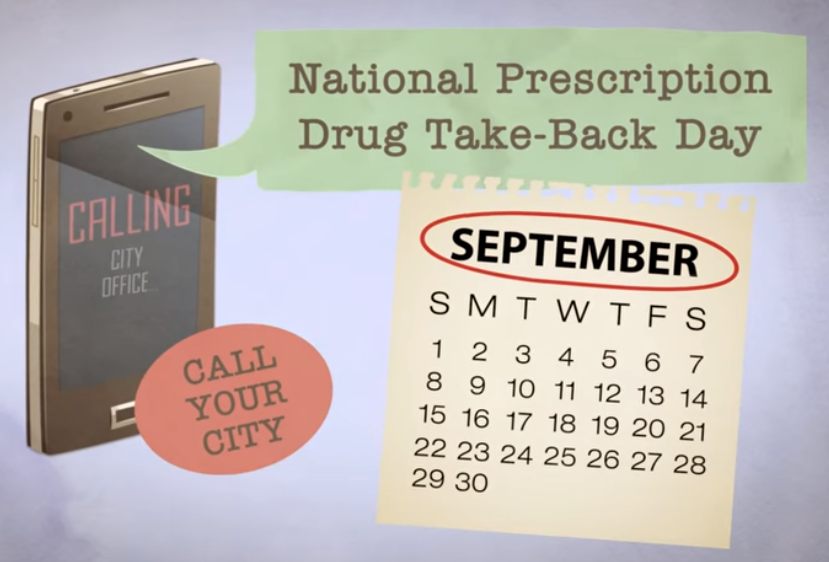 National Prescription
Drug Take-Back Day
CALLING
CITY
OFFICE..
CALL
YOUR
CITY
SEPTEMBER
S M T W T F S
1 2 3 4 5 6 7
8 9 10 11 12 13 14
15 16 17 18 19 20 21
22 23 24 25 26 27 28
29 30